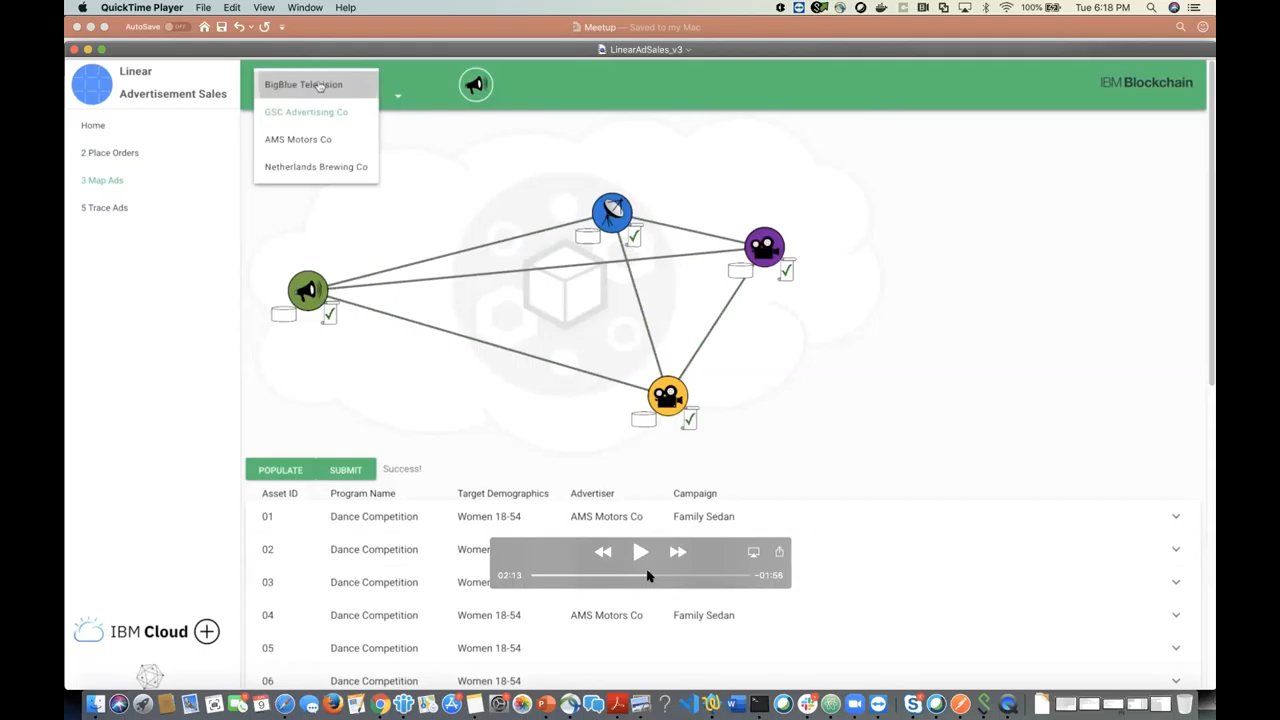 QuickTime Player File Edit View Window Help 100% Tue 6:18 PM
AutoSave OFF Meetup — Saved to my Mac
LinearAdSales_v3
Linear
Advertisement Sales
Home
2 Place Orders
3 Map Ads
5 Trace Ads
BigBlue Television
GSC Advertising Co
AMS Motors Co
Netherlands Brewing Co
IBM Blockchain
POPULATE SUBMIT Success!
Asset ID Program Name Target Demographics Advertiser Campaign
01 Dance Competition Women 18-54 AMS Motors Co Family Sedan
02 Dance Competition Wome
03 Dance Competition Wome
04 Dance Competition Women 18-54 AMS Motors Co Family Sedan
05 Dance Competition Women 18-54
06 Dance Competition Women 18-54
02:13 -01:56
IBM Cloud